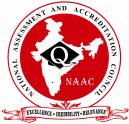 NATIONAL ASSESSMENT AND ACCREDITATION COUNCIL
Q
NAAC
EXCELLENCE • CREDIBILITY • RELEVANCE